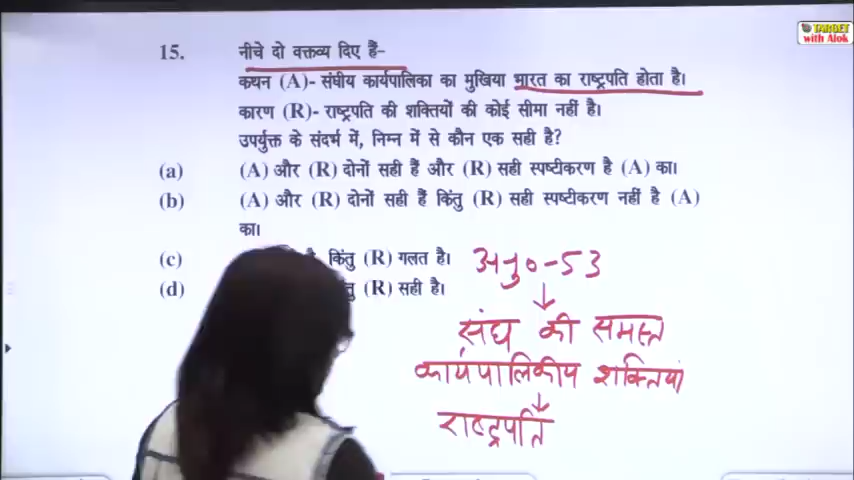 TARGET
with Alok
15. नीचे दो वक्तव्य दिए हैं-
कथन (A)- संघीय कार्यपालिका का मुखिया भारत का राष्ट्रपति होता है।
कारण (R)- राष्ट्रपति की शक्तियों की कोई सीमा नहीं है।
उपर्युक्त के संदर्भ में, निम्न में से कौन एक सही है?
(a) (A) और (R) दोनों सही हैं और (R) सही स्पष्टीकरण है (A) का।
(b) (A) और (R) दोनों सही हैं किंतु (R) सही स्पष्टीकरण नहीं है (A)
का।
(c) किंतु (R) गलत है।
(d) (R) सही है।
अनु०-53
संघ की समस्त
कार्यपालिकीय शक्तियां
राष्ट्रपति